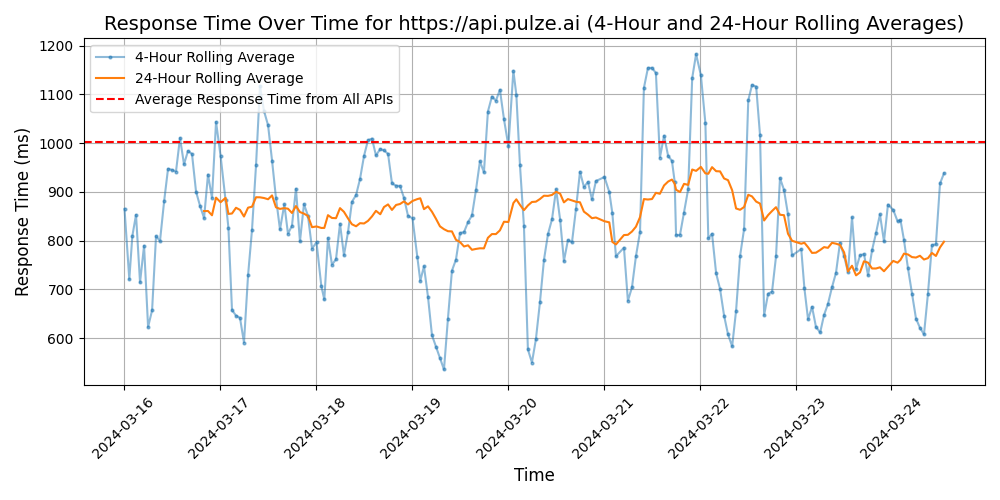 Response Time Over Time for https://api.pulze.ai (4-Hour and 24-Hour Rolling Averages)
4-Hour Rolling Average
24-Hour Rolling Average
Average Response Time from All APIs
Response Time (ms)
1200
1100
1000
900
800
700
600
2024-03-16
2024-03-17
2024-03-18
2024-03-19
2024-03-20
2024-03-21
2024-03-22
2024-03-23
2024-03-24
Time